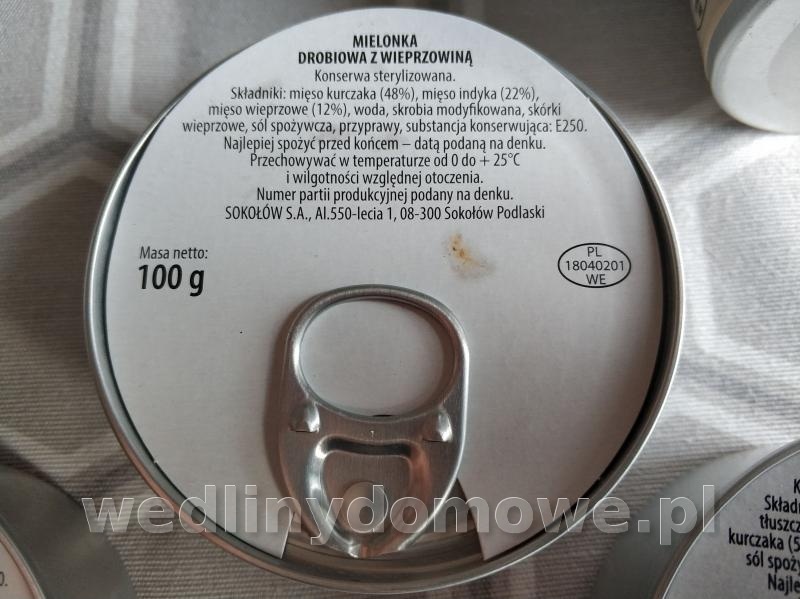 MIELONKA
DROBIOWA Z WIEPRZOWINĄ
Konserwa sterylizowana.
Składniki: mięso kurczaka (48%), mięso indyka (22%),
mięso wieprzowe (12%), woda, skrobia modyfikowana, skórki
wieprzowe, sól spożywcza, przyprawy, substancja konserwująca: E250.
Najlepiej spożyć przed końcem – datą podaną na denku.
Przechowywać w temperaturze od 0 do + 25°C
i wilgotności względnej otoczenia.
Numer partii produkcyjnej podany na denku.
SOKOŁÓW S.A., Al.550-lecia 1, 08-300 Sokołów Podlaski
Masa netto:
100 g
PL
18040201
WE
wedlinydomowe.pl
Skład
tłuszcz
kurczaka (5
sól spoży
Najle